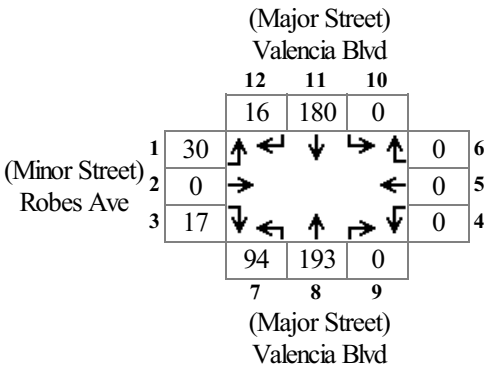 (Major Street)
Valencia Blvd
12 11 10
16 180 0
1 30 0 6
(Minor Street)
2 0 0 5
Robes Ave
3 17 0 4
94 193 0
7 8 9
(Major Street)
Valencia Blvd